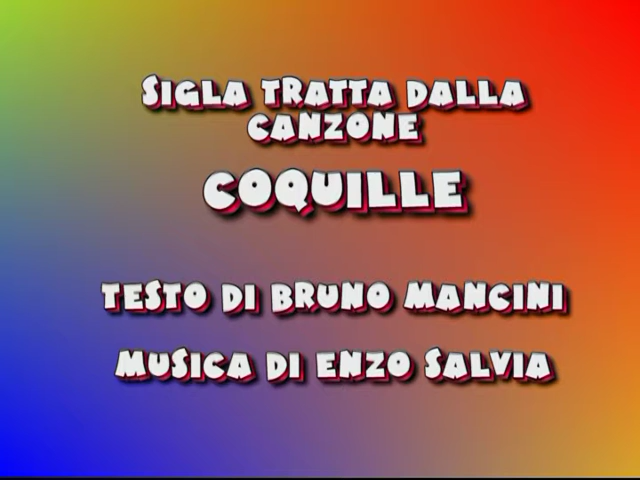 SIGLA TRATTA DALLA
CANZONE
COQUILLE
TESTO DI BRUNO MANCINI
MUSICA DI ENZO SALVIA